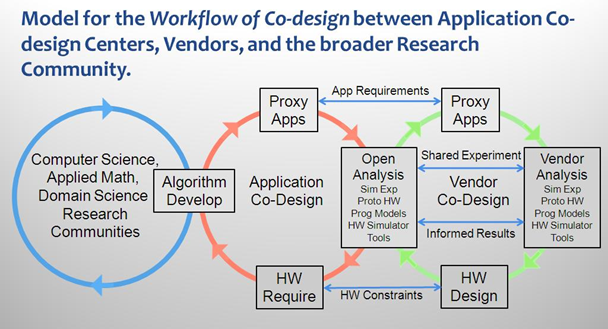 Model for the Workflow of Co-design between Application Co-
design Centers, Vendors, and the broader Research
Community.
Proxy
Apps
App Requirements
Proxy
Apps
Computer Science,
Applied Math,
Domain Science
Research
Communities
Algorithm
Develop
Application
Co-Design
Open
Analysis
Sim Exp
Proto HW
Prog Models
HW Simulator
Tools
Shared Experiment
Vendor
Co-Design
Informed Results
Vendor
Analysis
Sim Exp
Proto HW
Prog Models
HW Simulator
Tools
HW
Require
HW Constraints
HW
Design